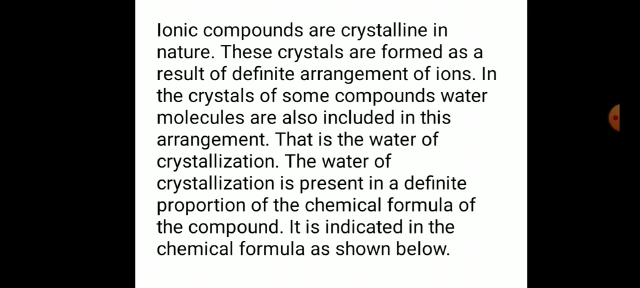 Ionic compounds are crystalline in
nature. These crystals are formed as a
result of definite arrangement of ions. In
the crystals of some compounds water
molecules are also included in this
arrangement. That is the water of
crystallization. The water of
crystallization is present in a definite
proportion of the chemical formula of
the compound. It is indicated in the
chemical formula as shown below.